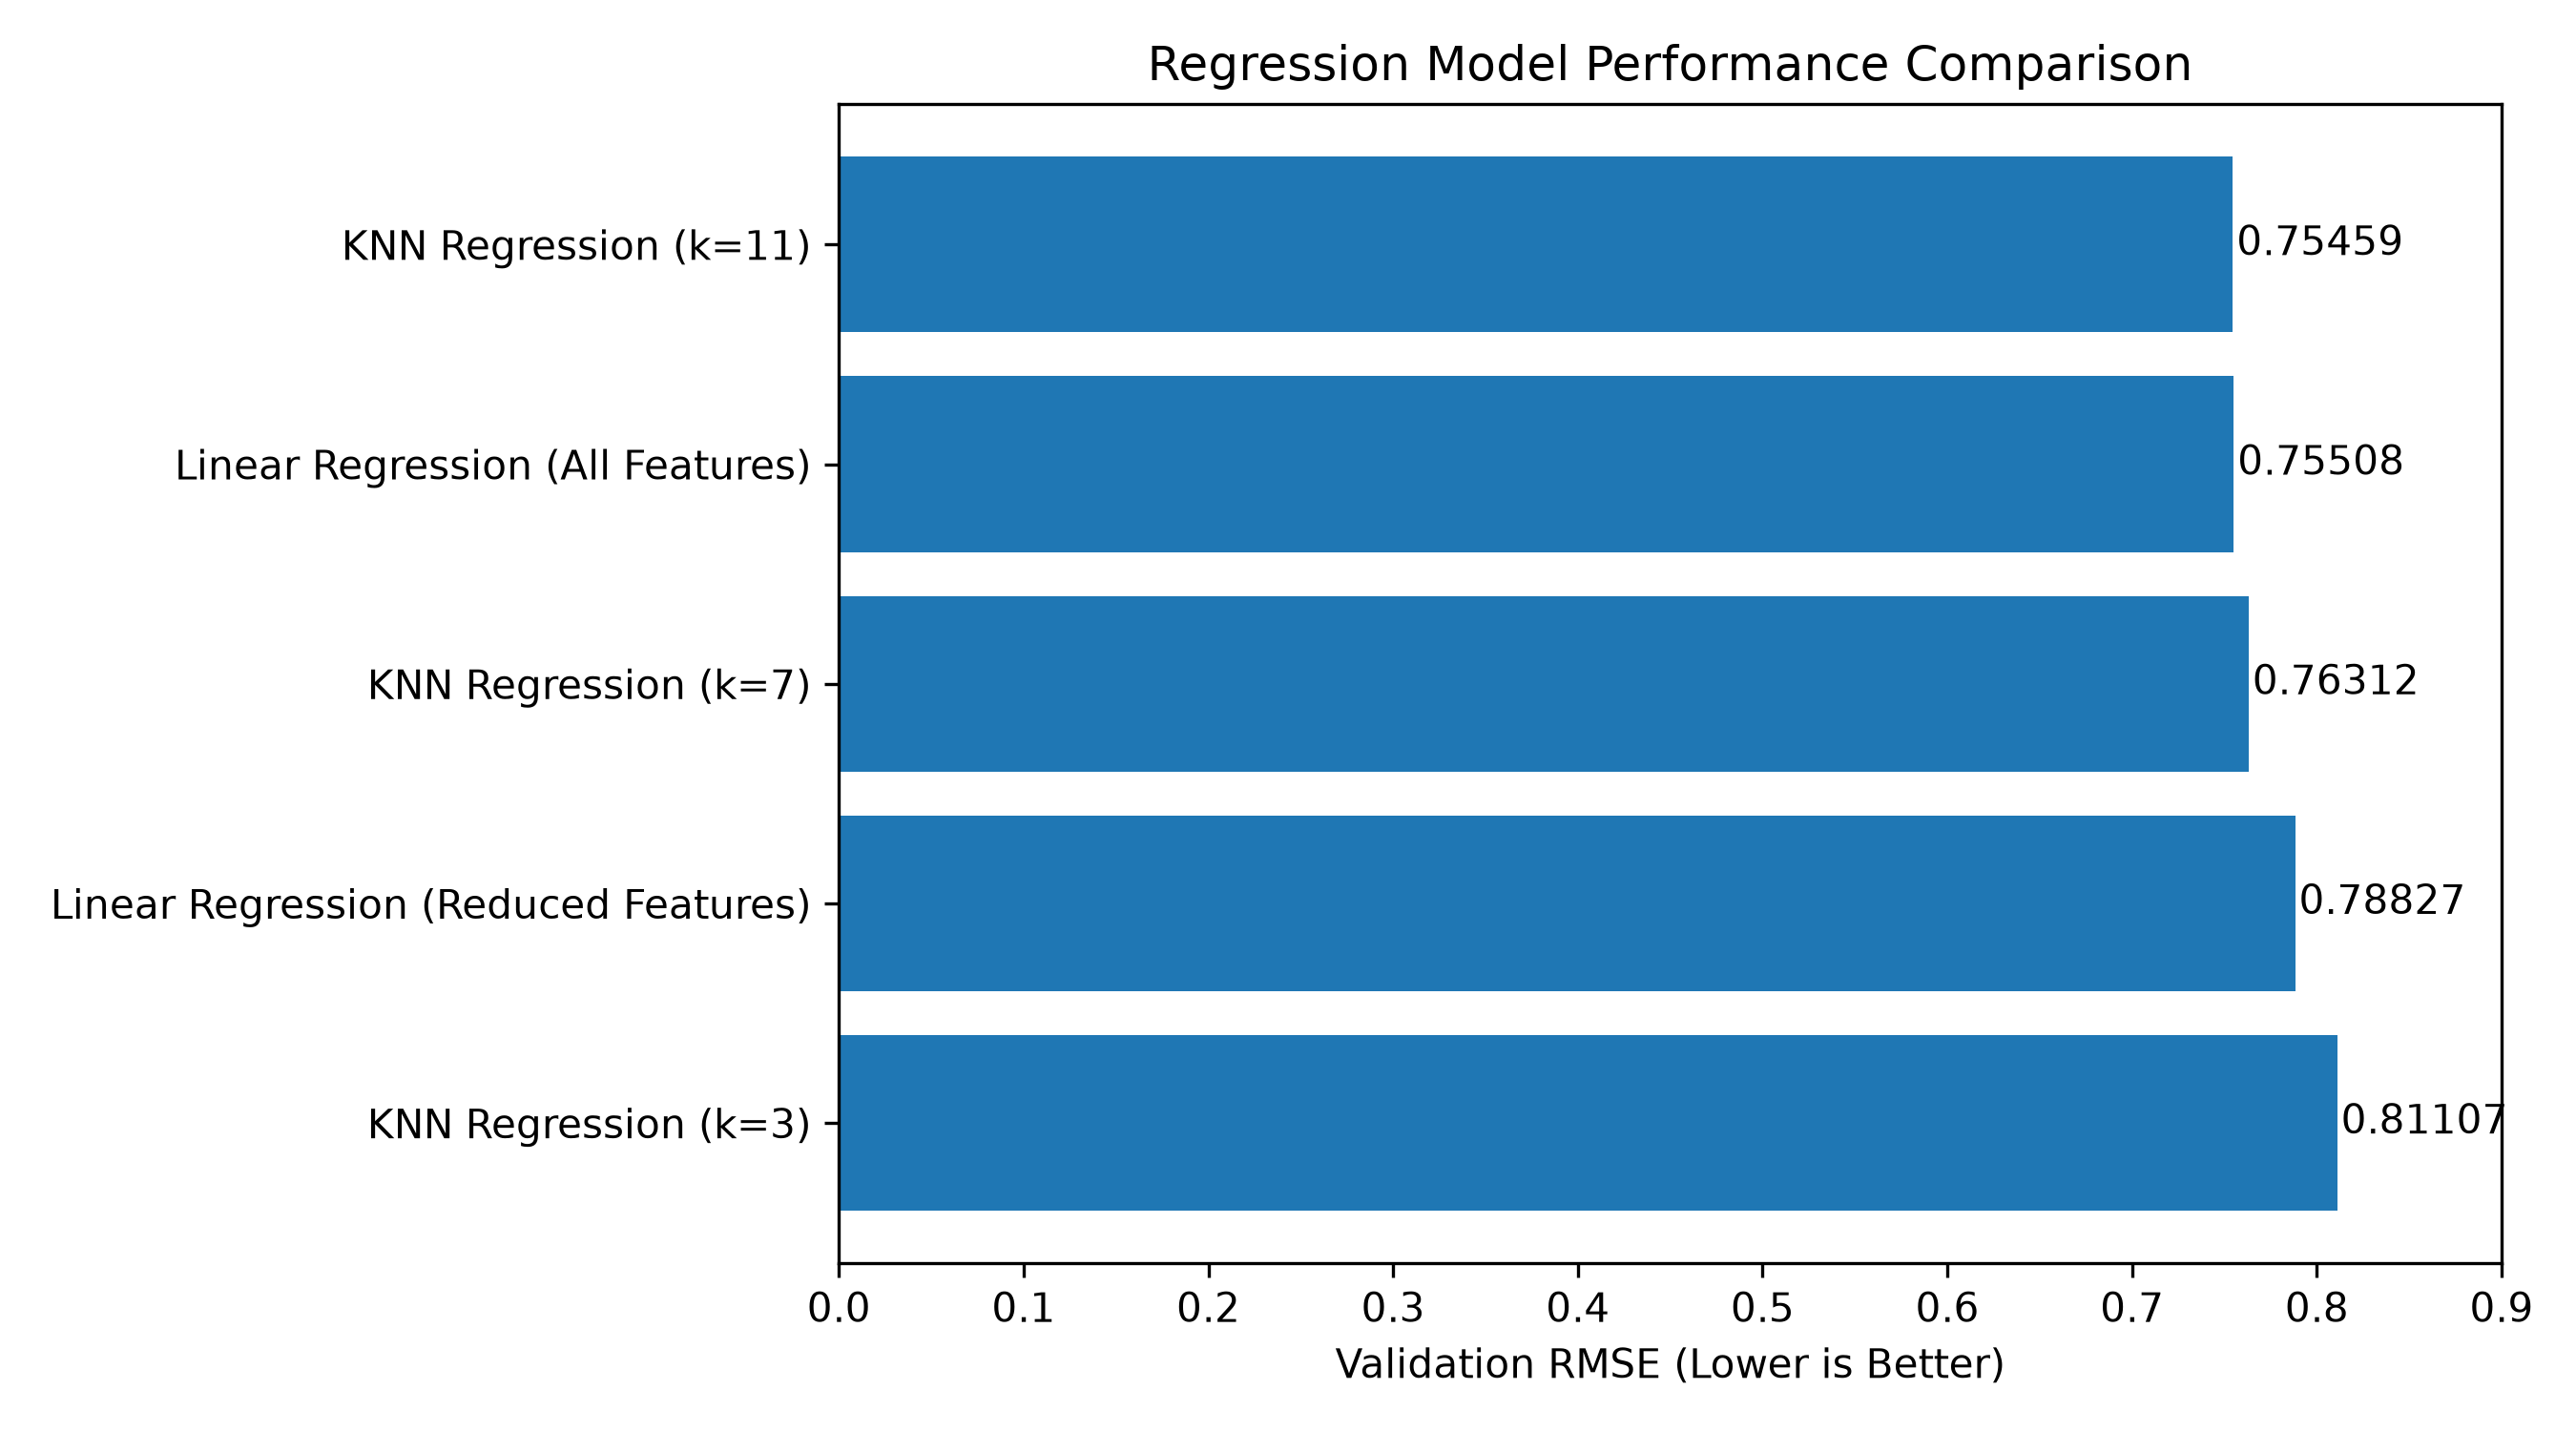 Regression Model Performance Comparison
KNN Regression (k=11)
0.75459
Linear Regression (All Features)
0.75508
KNN Regression (k=7)
0.76312
Linear Regression (Reduced Features)
0.78827
KNN Regression (k=3)
0.81107
0.0 0.1 0.2 0.3 0.4 0.5 0.6 0.7 0.8 0.9
Validation RMSE (Lower is Better)